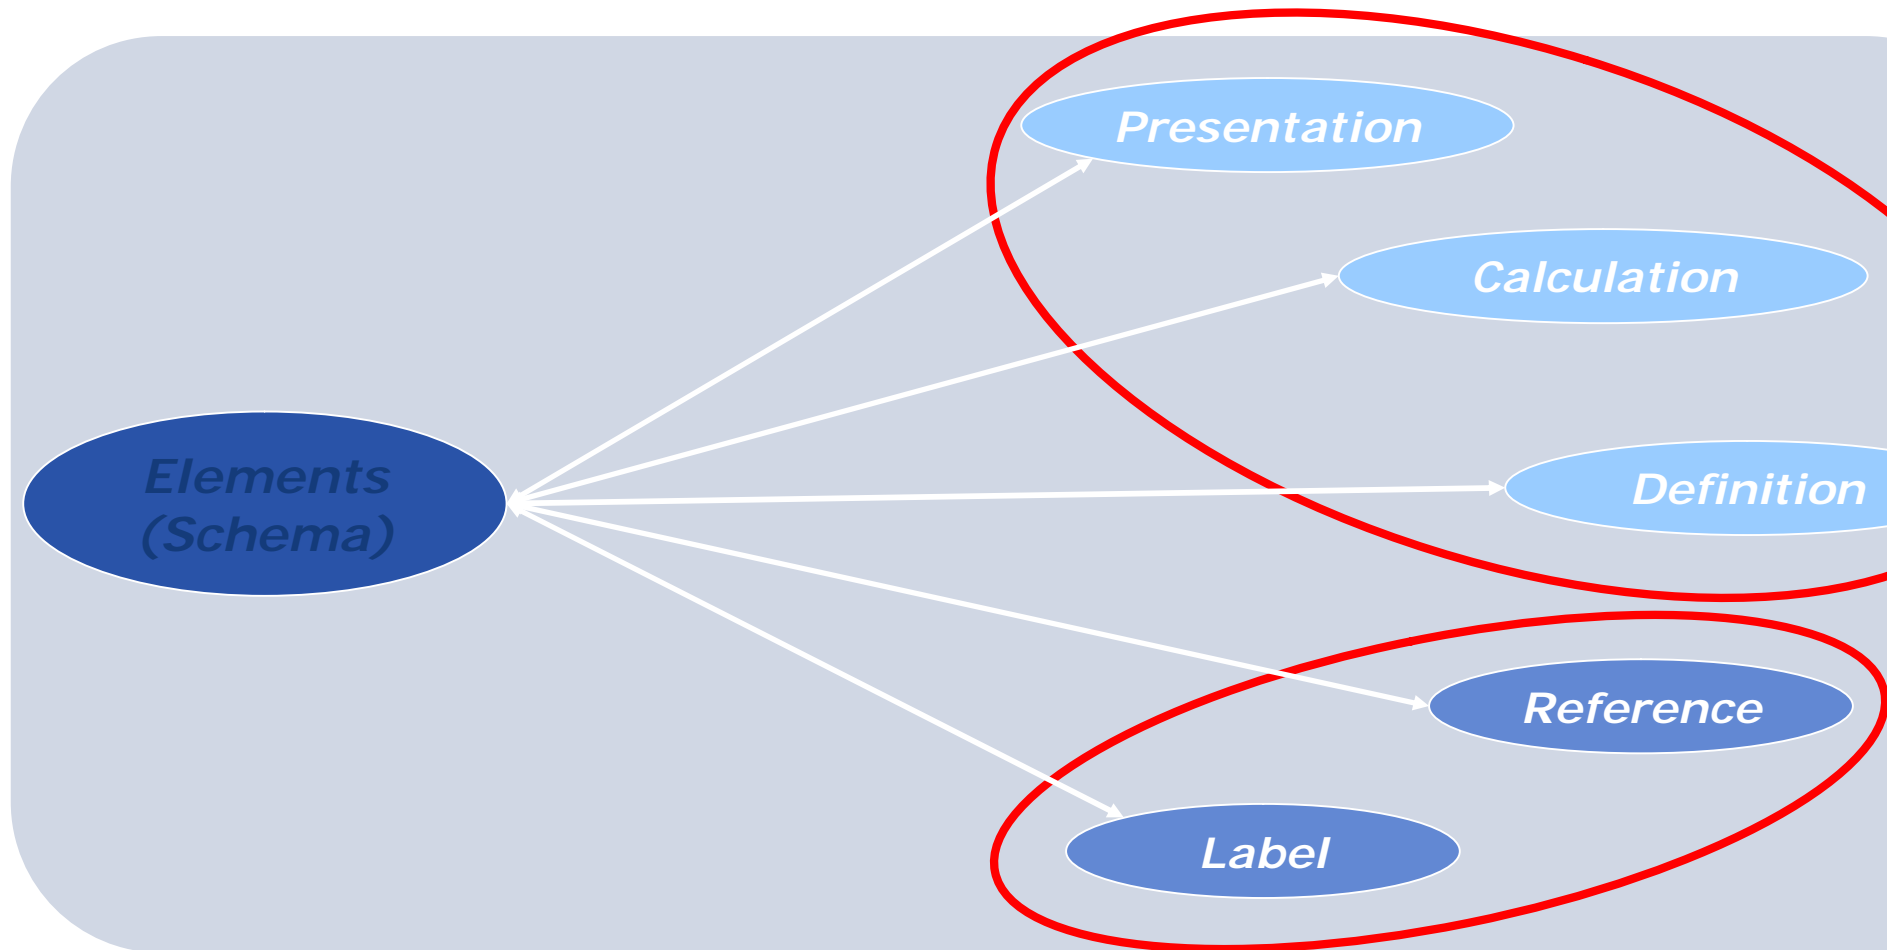 Presentation
Calculation
Elements
(Schema)
Definition
Reference
Label